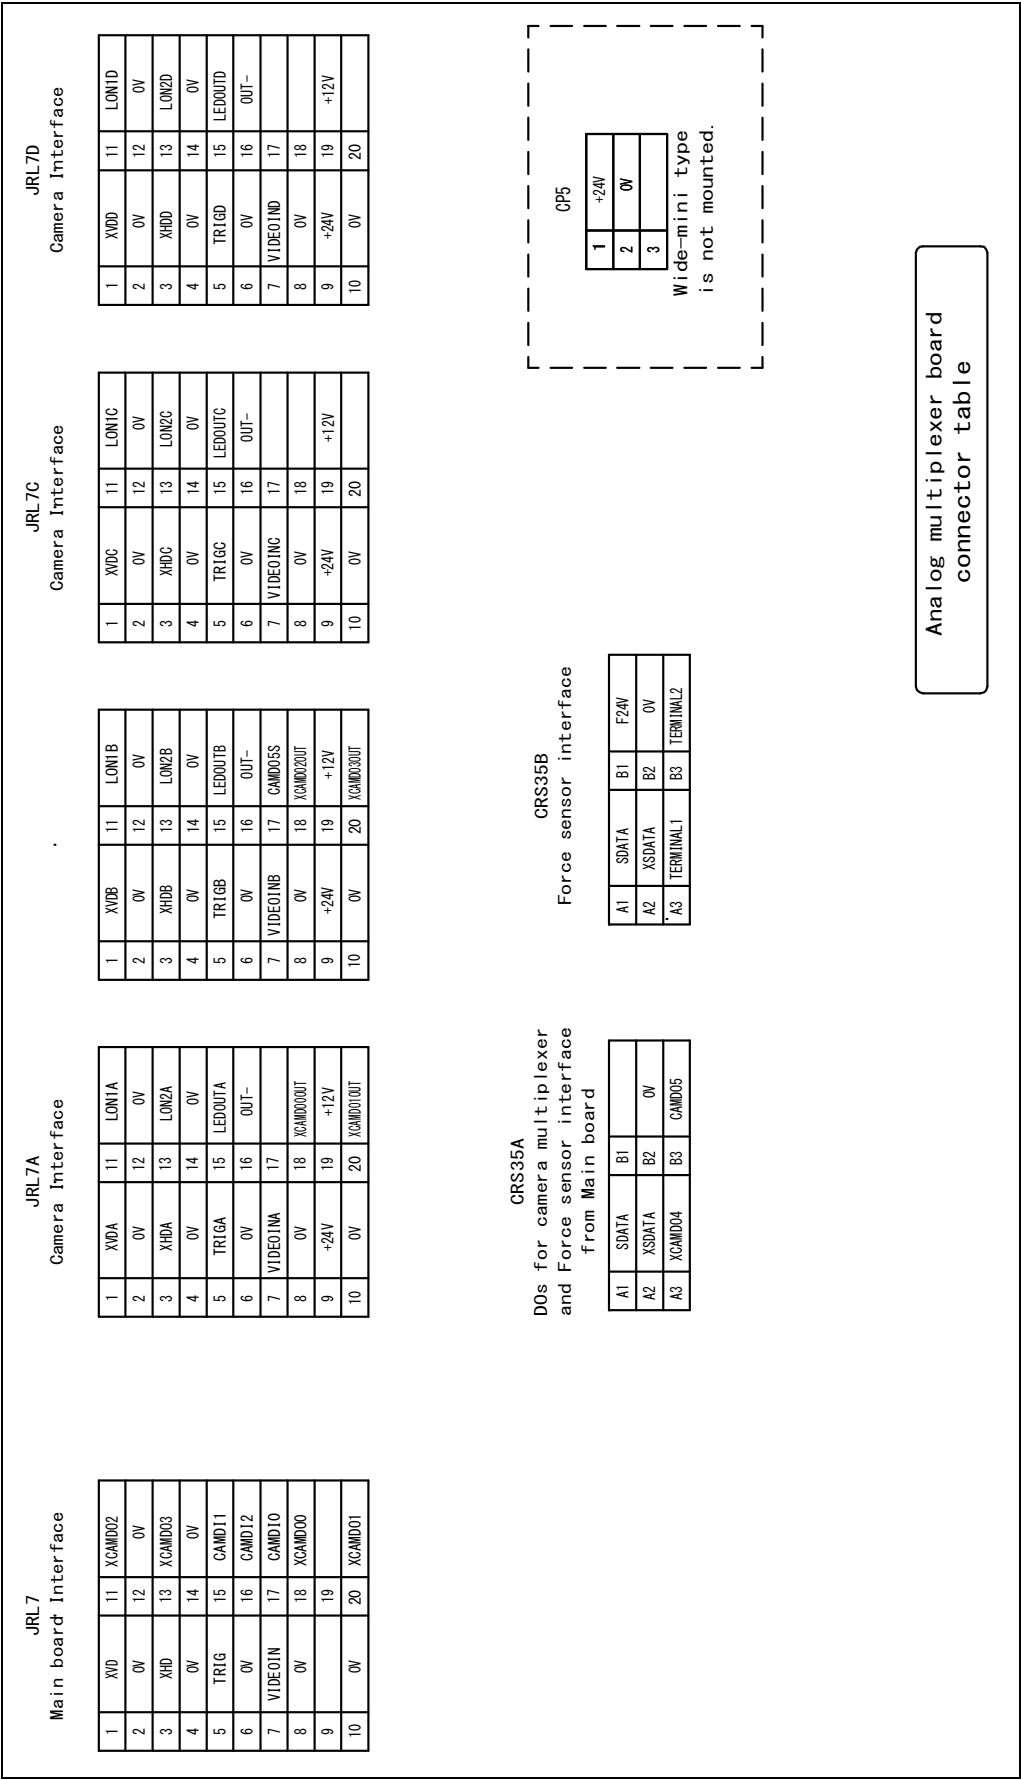 JRL7
Main board Interface
1 XVD 11 XCAMDO2
2 0V 12 0V
3 XHD 13 XCAMDO3
4 0V 14 0V
5 TRIG 15 CAMDI1
6 0V 16 CAMDI2
7 VIDEOIN 17 CAMDI0
8 0V 18 XCAMDO0
9 19
10 0V 20 XCAMDO1
JRL7A
Camera Interface
1 XVDA 11 LON1A
2 0V 12 0V
3 XHDA 13 LON2A
4 0V 14 0V
5 TRIGA 15 LEDOUTA
6 0V 16 OUT-
7 VIDEOINA 17
8 0V 18 XCAMDO0OUT
9 +24V 19 +12V
10 0V 20 XCAMDO1OUT
1 XVDB 11 LON1B
2 0V 12 0V
3 XHDB 13 LON2B
4 0V 14 0V
5 TRIGB 15 LEDOUTB
6 0V 16 OUT-
7 VIDEOINB 17 CAMDO5S
8 0V 18 XCAMDO2OUT
9 +24V 19 +12V
10 0V 20 XCAMDO3OUT
JRL7C
Camera Interface
1 XVDC 11 LON1C
2 0V 12 0V
3 XHDC 13 LON2C
4 0V 14 0V
5 TRIGC 15 LEDOUTC
6 0V 16 OUT-
7 VIDEOINC 17
8 0V 18
9 +24V 19 +12V
10 0V 20
JRL7D
Camera Interface
1 XVDD 11 LON1D
2 0V 12 0V
3 XHDD 13 LON2D
4 0V 14 0V
5 TRIGD 15 LEDOUTD
6 0V 16 OUT-
7 VIDEOIND 17
8 0V 18
9 +24V 19 +12V
10 0V 20
CRS35A
DOs for camera multiplexer
and Force sensor interface
from Main board
A1 SDATA B1
A2 XSDATA B2 0V
A3 XCAMDO4 B3 CAMDO5
CRS35B
Force sensor interface
A1 SDATA B1 F24V
A2 XSDATA B2 0V
A3 TERMINAL1 B3 TERMINAL2
CP5
1 +24V
2 0V
3
Wide-mini type
is not mounted.
Analog multiplexer board
connector table